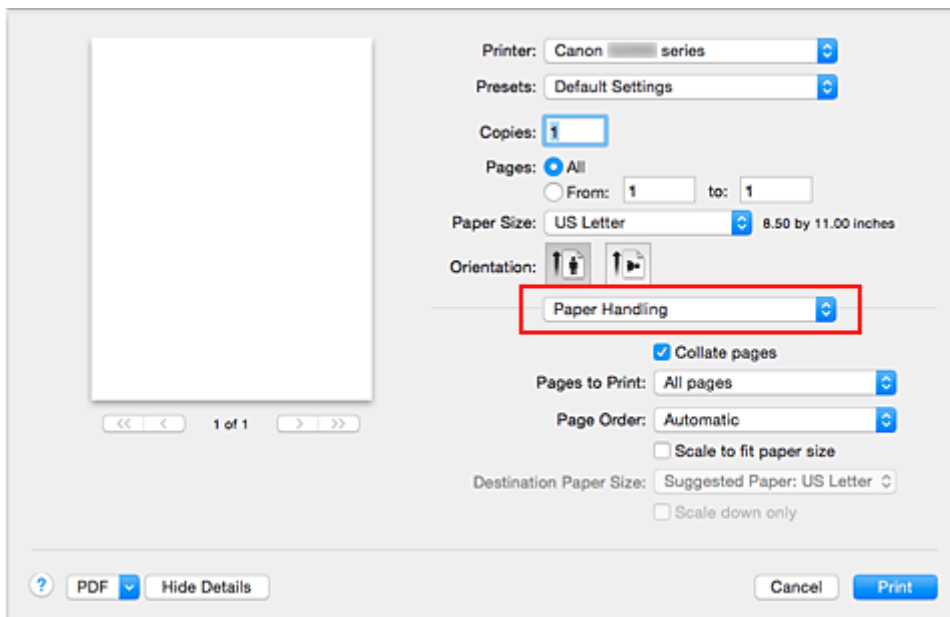 Printer: Canon series
Presets: Default Settings
Copies: 1
Pages: All
From: 1 to: 1
Paper Size: US Letter 8.50 by 11.00 inches
Orientation:
Paper Handling
Collate pages
Pages to Print: All pages
1 of 1
Page Order: Automatic
Scale to fit paper size
Destination Paper Size: Suggested Paper: US Letter
Scale down only
? PDF Hide Details Cancel Print